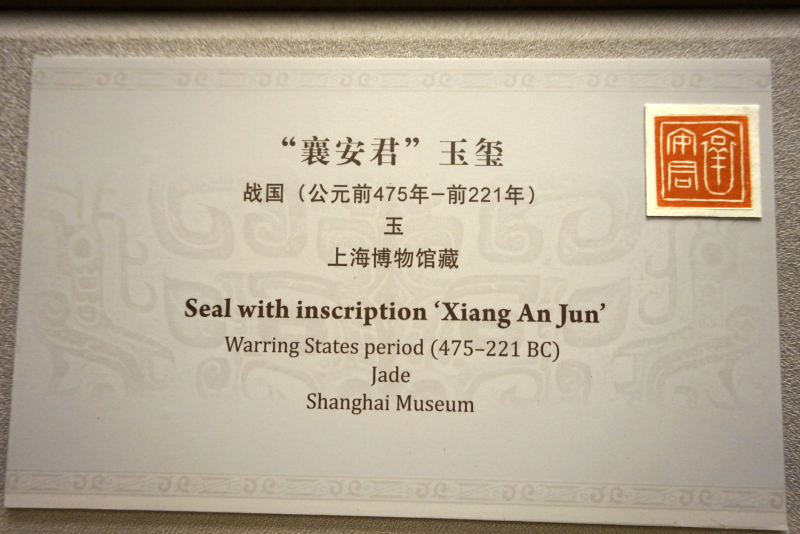 “襄安君”玉玺
战国（公元前475年－前221年）
玉
上海博物馆藏
Seal with inscription ‘Xiang An Jun’
Warring States period (475–221 BC)
Jade
Shanghai Museum